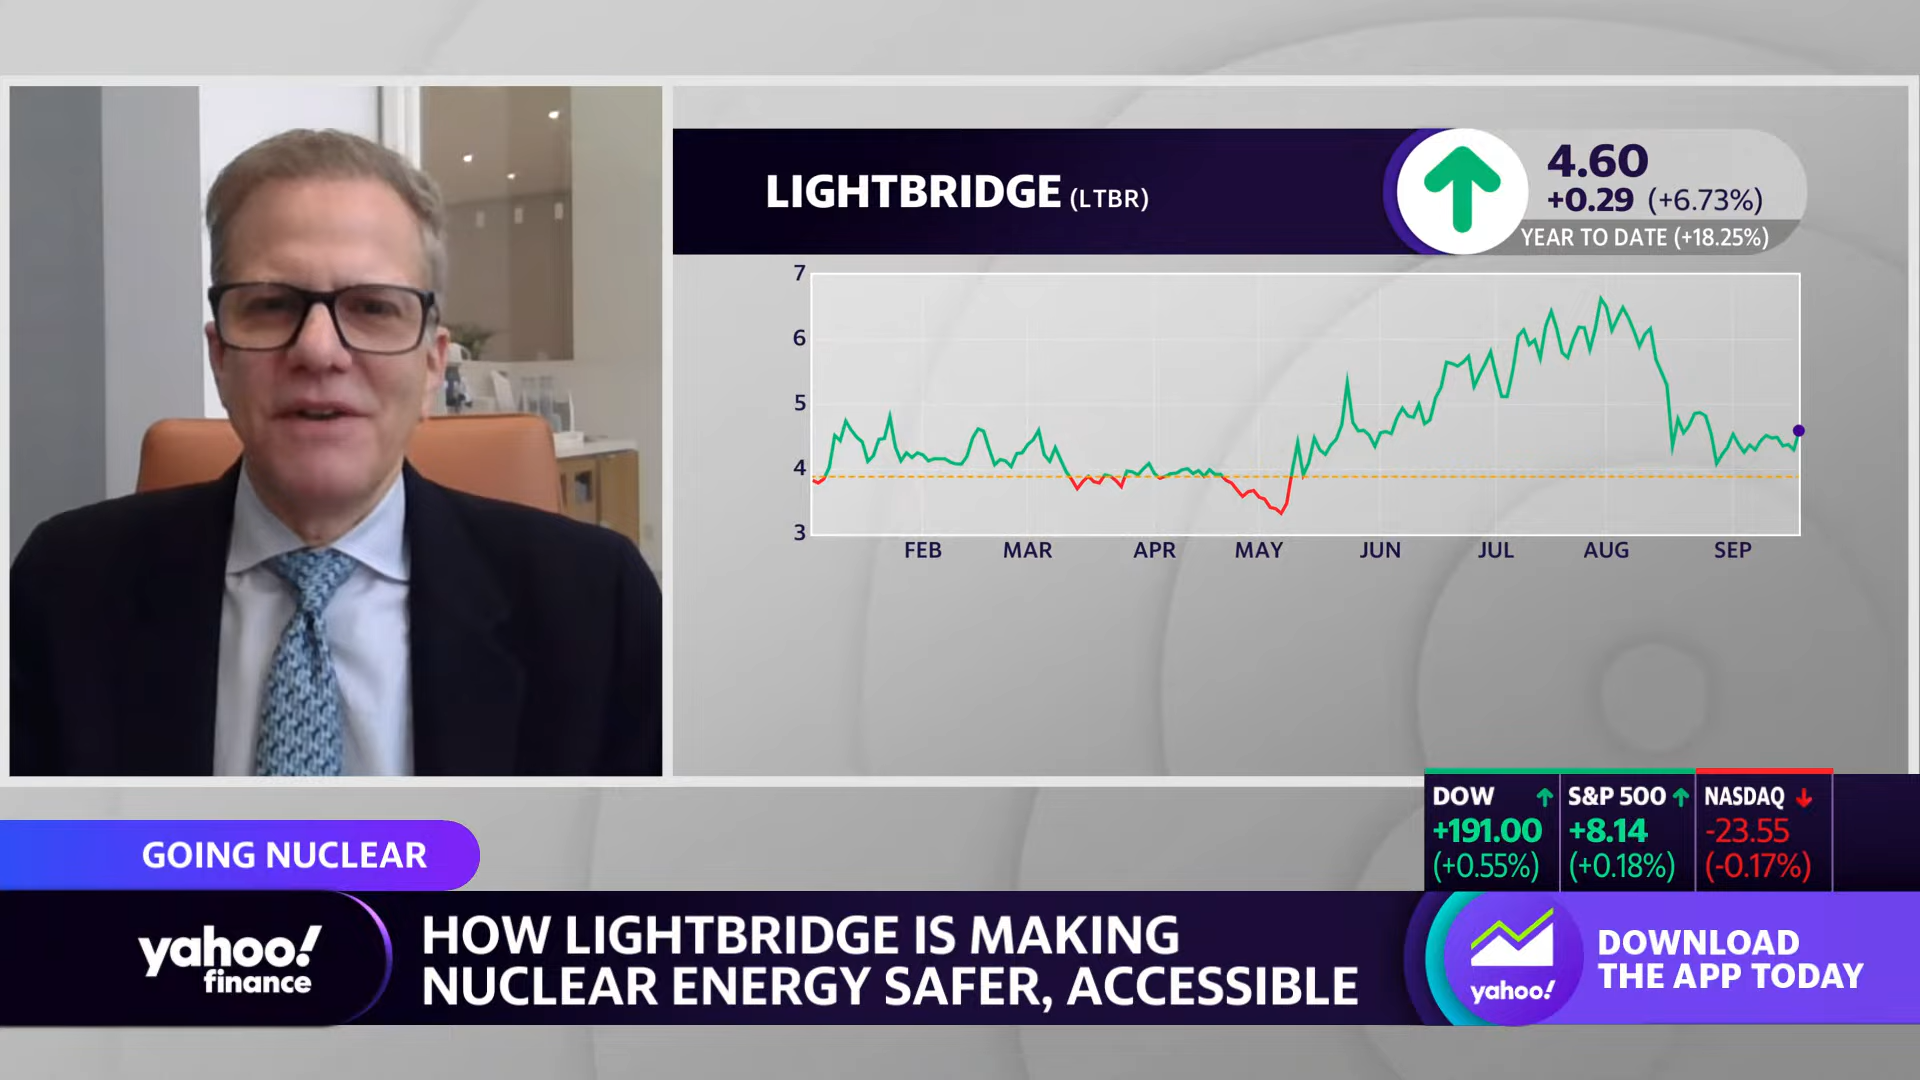 LIGHTBRIDGE (LTBR)
4.60
+0.29 (+6.73%)
YEAR TO DATE (+18.25%)
7
6
5
4
3
FEB MAR APR MAY JUN JUL AUG SEP
DOW
+191.00
(+0.55%)
S&P 500
+8.14
(+0.18%)
NASDAQ
-23.55
(-0.17%)
GOING NUCLEAR
yahoo!
finance
HOW LIGHTBRIDGE IS MAKING
NUCLEAR ENERGY SAFER, ACCESSIBLE
yahoo!
DOWNLOAD
THE APP TODAY